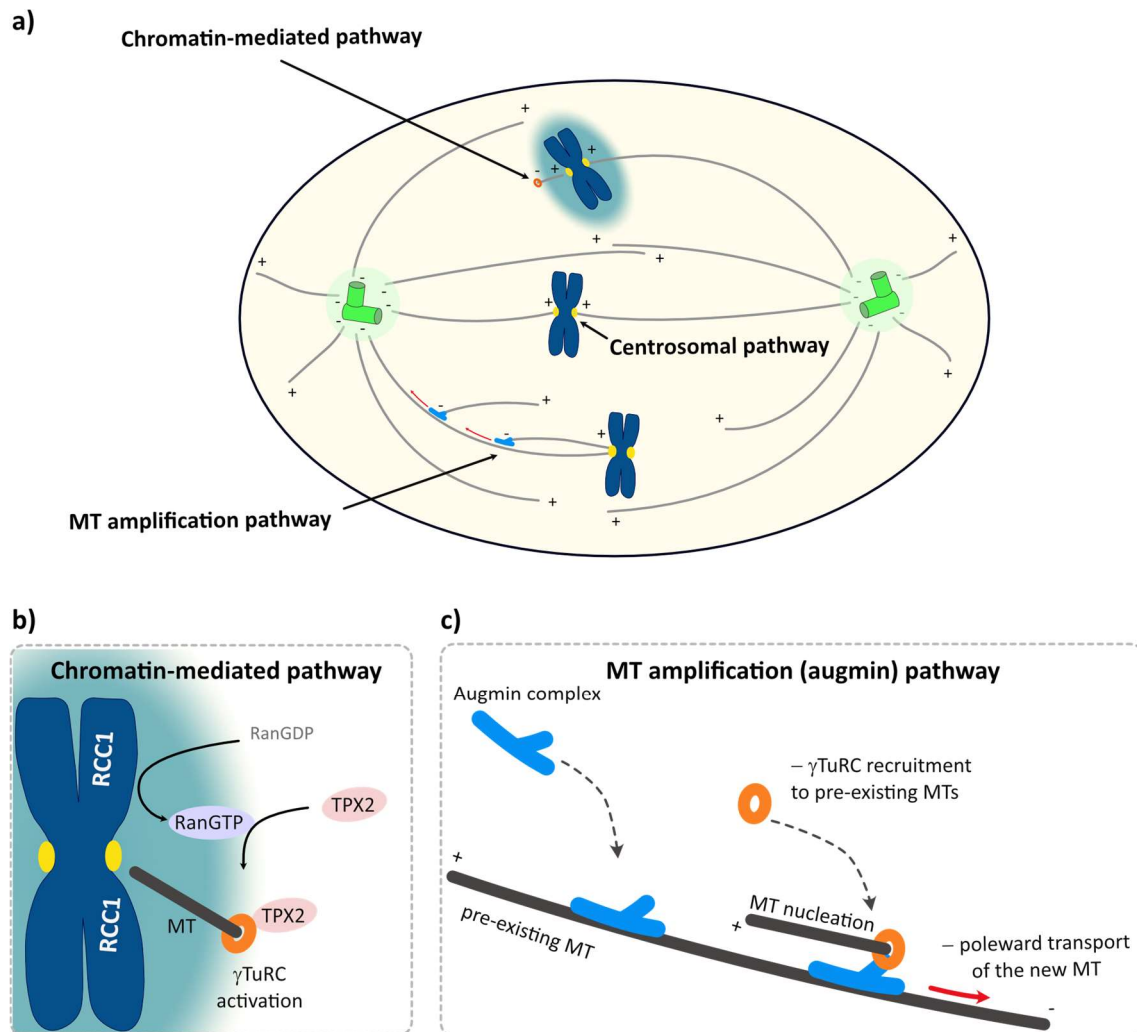 a)
Chromatin-mediated pathway
+
+
+
-
+
+
+
+
+
-
-
-
-
-
-
-
-
-
-
-
-
+
+
Centrosomal pathway
+
+
-
+
+
-
+
MT amplification pathway
+
+
b)
Chromatin-mediated pathway
RCC1
RanGDP
RanGTP
TPX2
RCC1
MT
TPX2
γTuRC
activation
c)
MT amplification (augmin) pathway
Augmin complex
– γTuRC recruitment
to pre-existing MTs
+
pre-existing MT
MT nucleation
+
– poleward transport
of the new MT
-